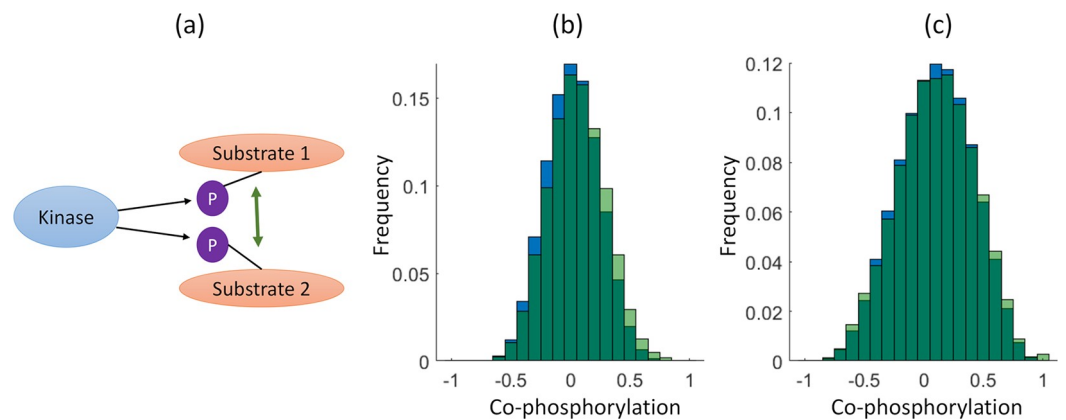 (a)
Kinase
P
P
Substrate 1
Substrate 2
(b)
Frequency
0.15
0.1
0.05
0
-1 -0.5 0 0.5 1
Co-phosphorylation
(c)
Frequency
0.12
0.1
0.08
0.06
0.04
0.02
0
-1 -0.5 0 0.5 1
Co-phosphorylation